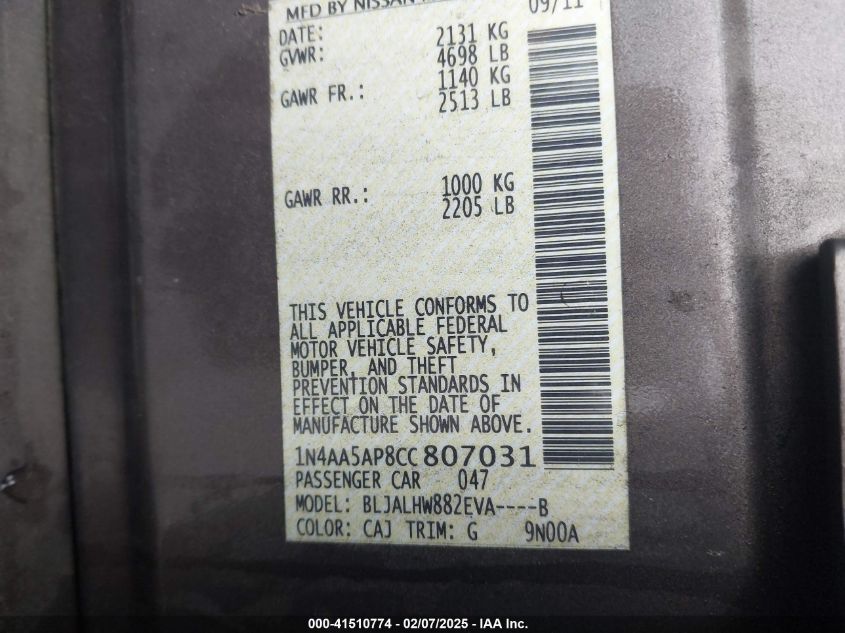 MFD BY NISSAN
DATE: 09/11
GVWR: 2131 KG
4698 LB
GAWR FR.: 1140 KG
2513 LB
GAWR RR.: 1000 KG
2205 LB
THIS VEHICLE CONFORMS TO
ALL APPLICABLE FEDERAL
MOTOR VEHICLE SAFETY,
BUMPER, AND THEFT
PREVENTION STANDARDS IN
EFFECT ON THE DATE OF
MANUFACTURE SHOWN ABOVE.
1N4AA5AP8CC807031
PASSENGER CAR 047
MODEL: BLJALHW882EVA----B
COLOR: CAJ TRIM: G 9N00A
000-41510774 - 02/07/2025 - IAA Inc.